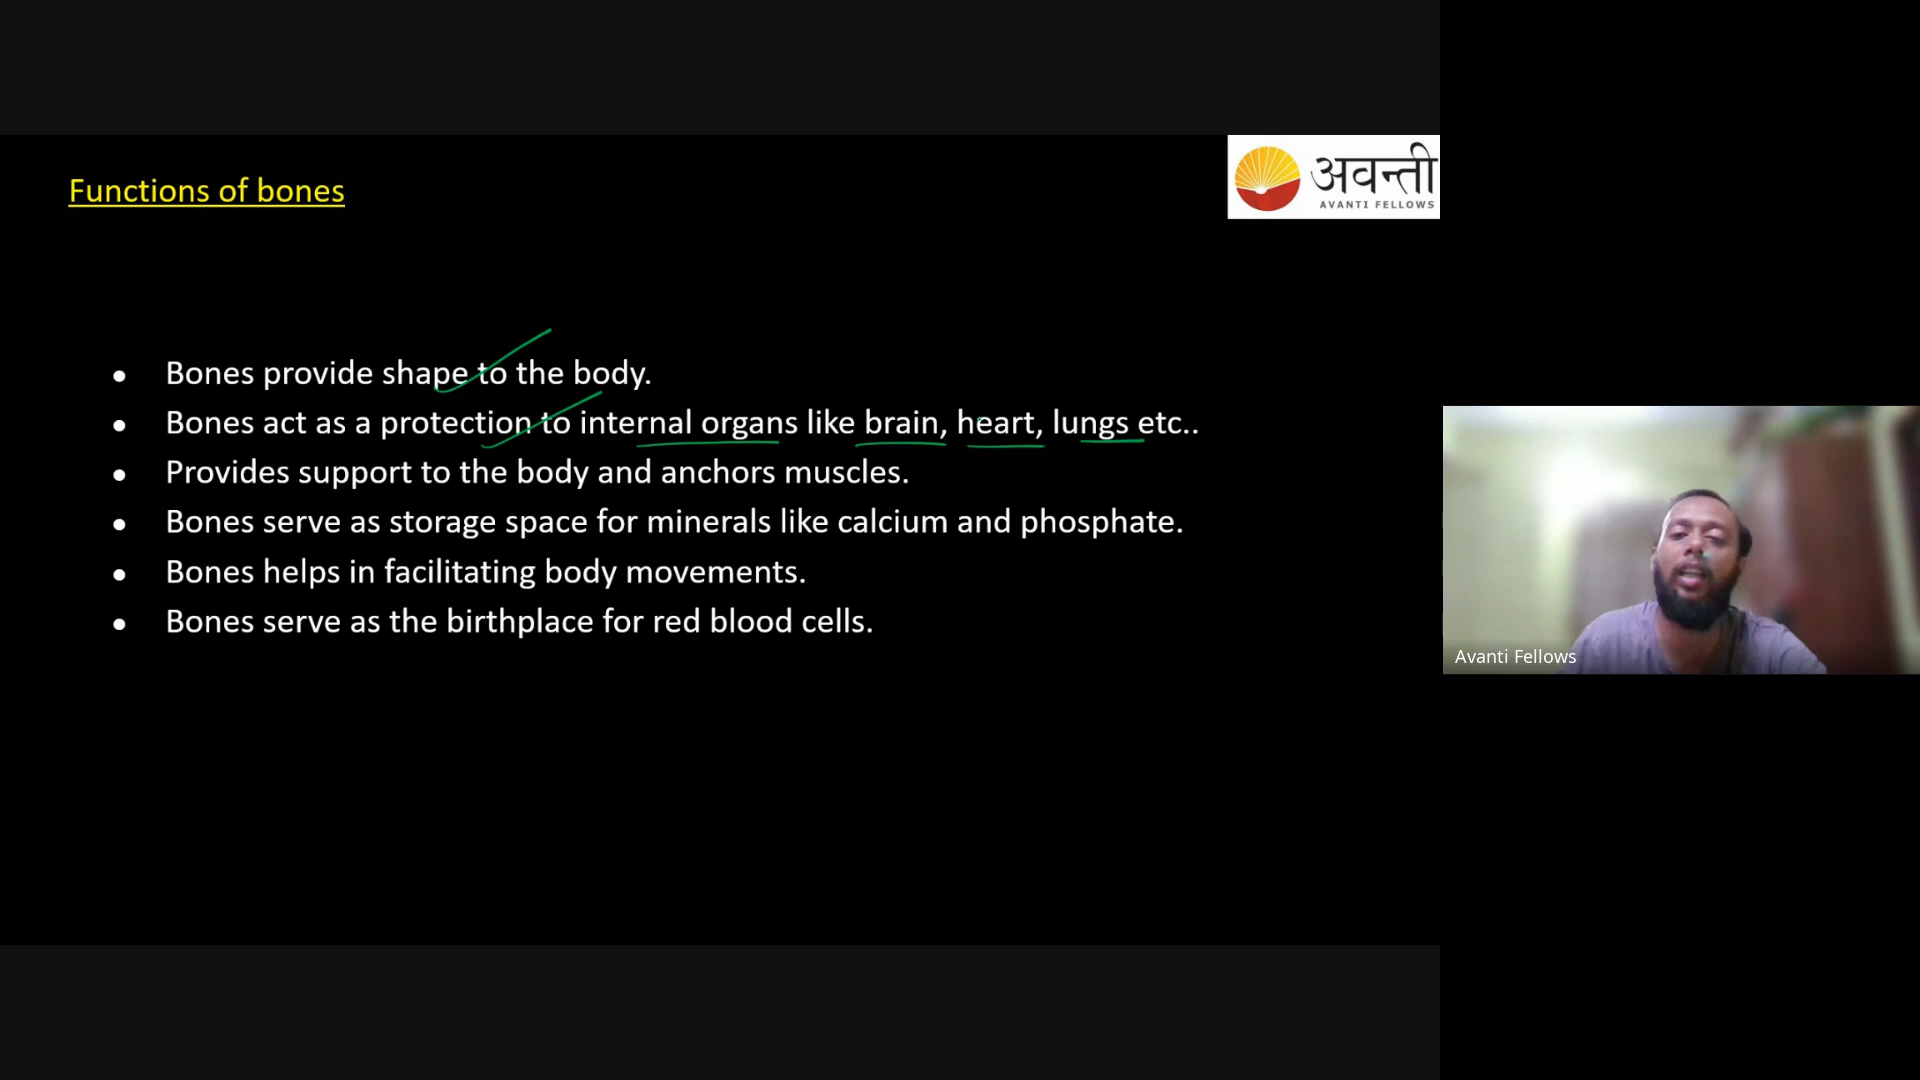 Functions of bones
अवन्ती
AVANTI FELLOWS
• Bones provide shape to the body.
• Bones act as a protection to internal organs like brain, heart, lungs etc..
• Provides support to the body and anchors muscles.
• Bones serve as storage space for minerals like calcium and phosphate.
• Bones helps in facilitating body movements.
• Bones serve as the birthplace for red blood cells.
Avanti Fellows